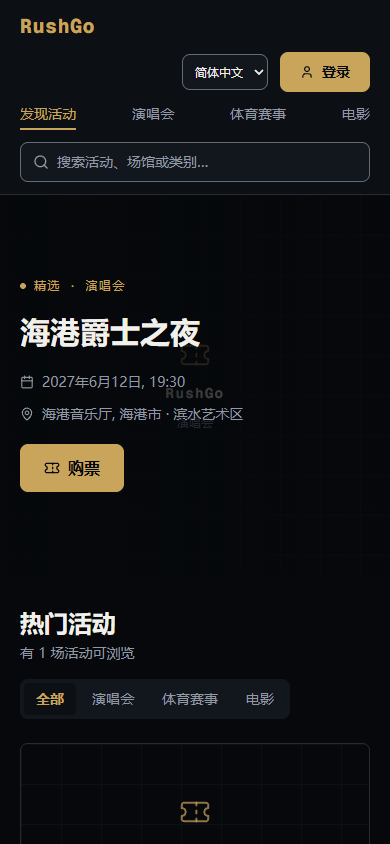 RushGo
简体中文
登录
发现活动 演唱会 体育赛事 电影
搜索活动、场馆或类别...
精选 · 演唱会
海港爵士之夜
2027年6月12日, 19:30
RushGo
海港音乐厅, 海港市 · 滨水艺术区
演唱会
购票
热门活动
有 1 场活动可浏览
全部 演唱会 体育赛事 电影